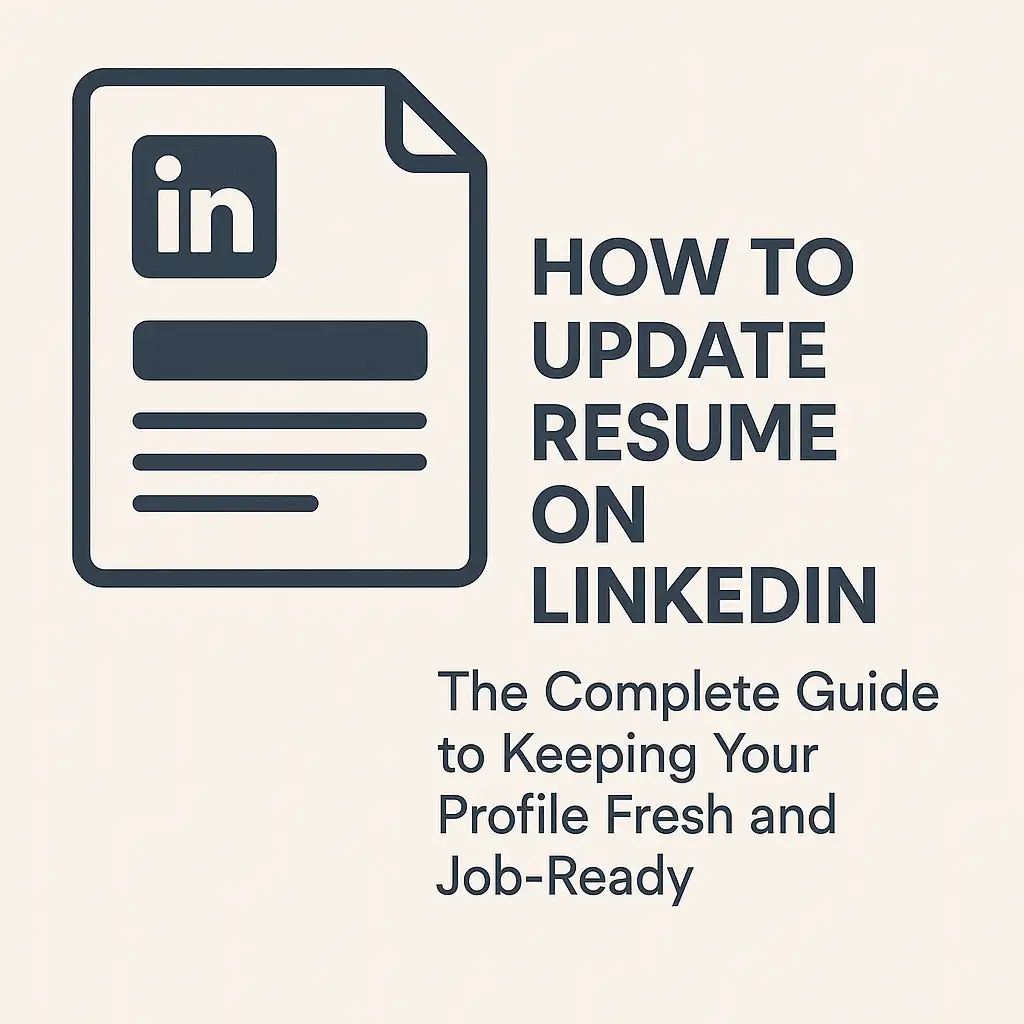 in
HOW TO
UPDATE
RESUME
ON
LINKEDIN
The Complete Guide
to Keeping Your
Profile Fresh and
Job-Ready